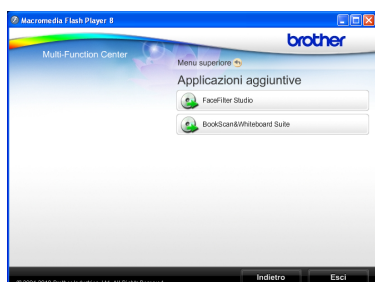 Macromedia Flash Player 8
brother
Multi-Function Center
Menu superiore
Applicazioni aggiuntive
FaceFilter Studio
BookScan&Whiteboard Suite
Indietro
Esci